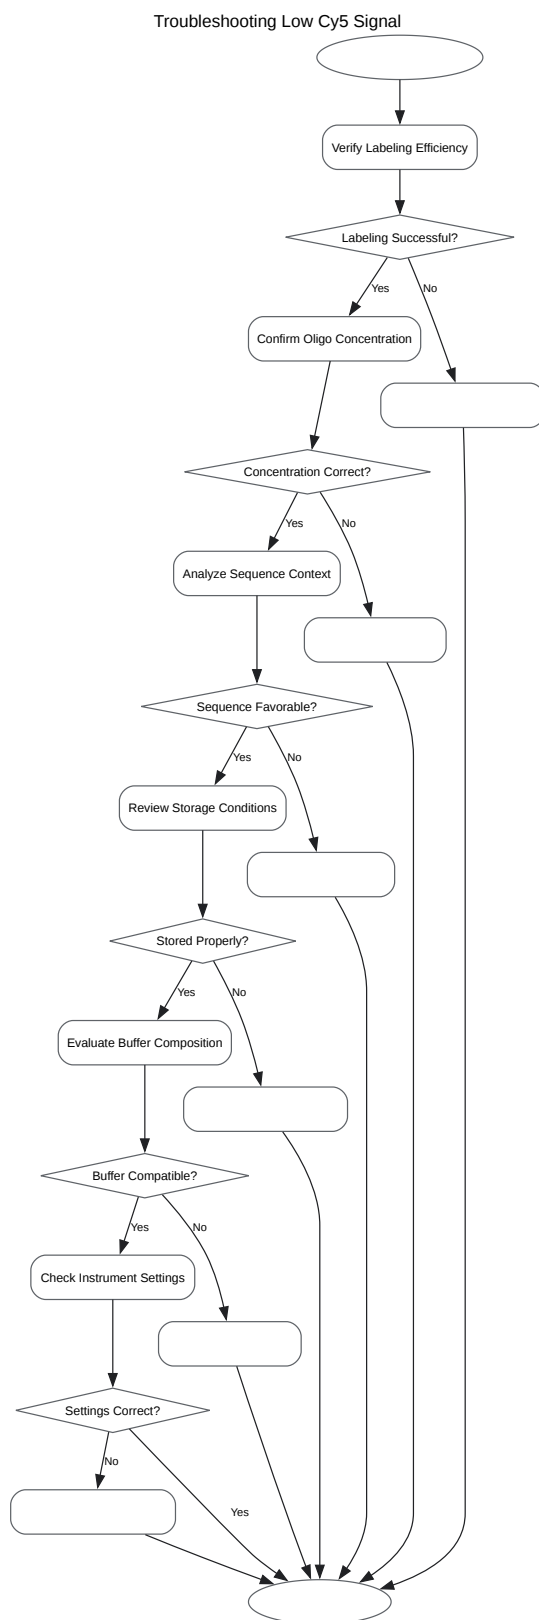 Troubleshooting Low Cy5 Signal
Verify Labeling Efficiency
Labeling Successful?
Yes
No
Confirm Oligo Concentration
Concentration Correct?
Yes
No
Analyze Sequence Context
Sequence Favorable?
Yes
No
Review Storage Conditions
Stored Properly?
Yes
No
Evaluate Buffer Composition
Buffer Compatible?
Yes
No
Check Instrument Settings
Settings Correct?
No
Yes